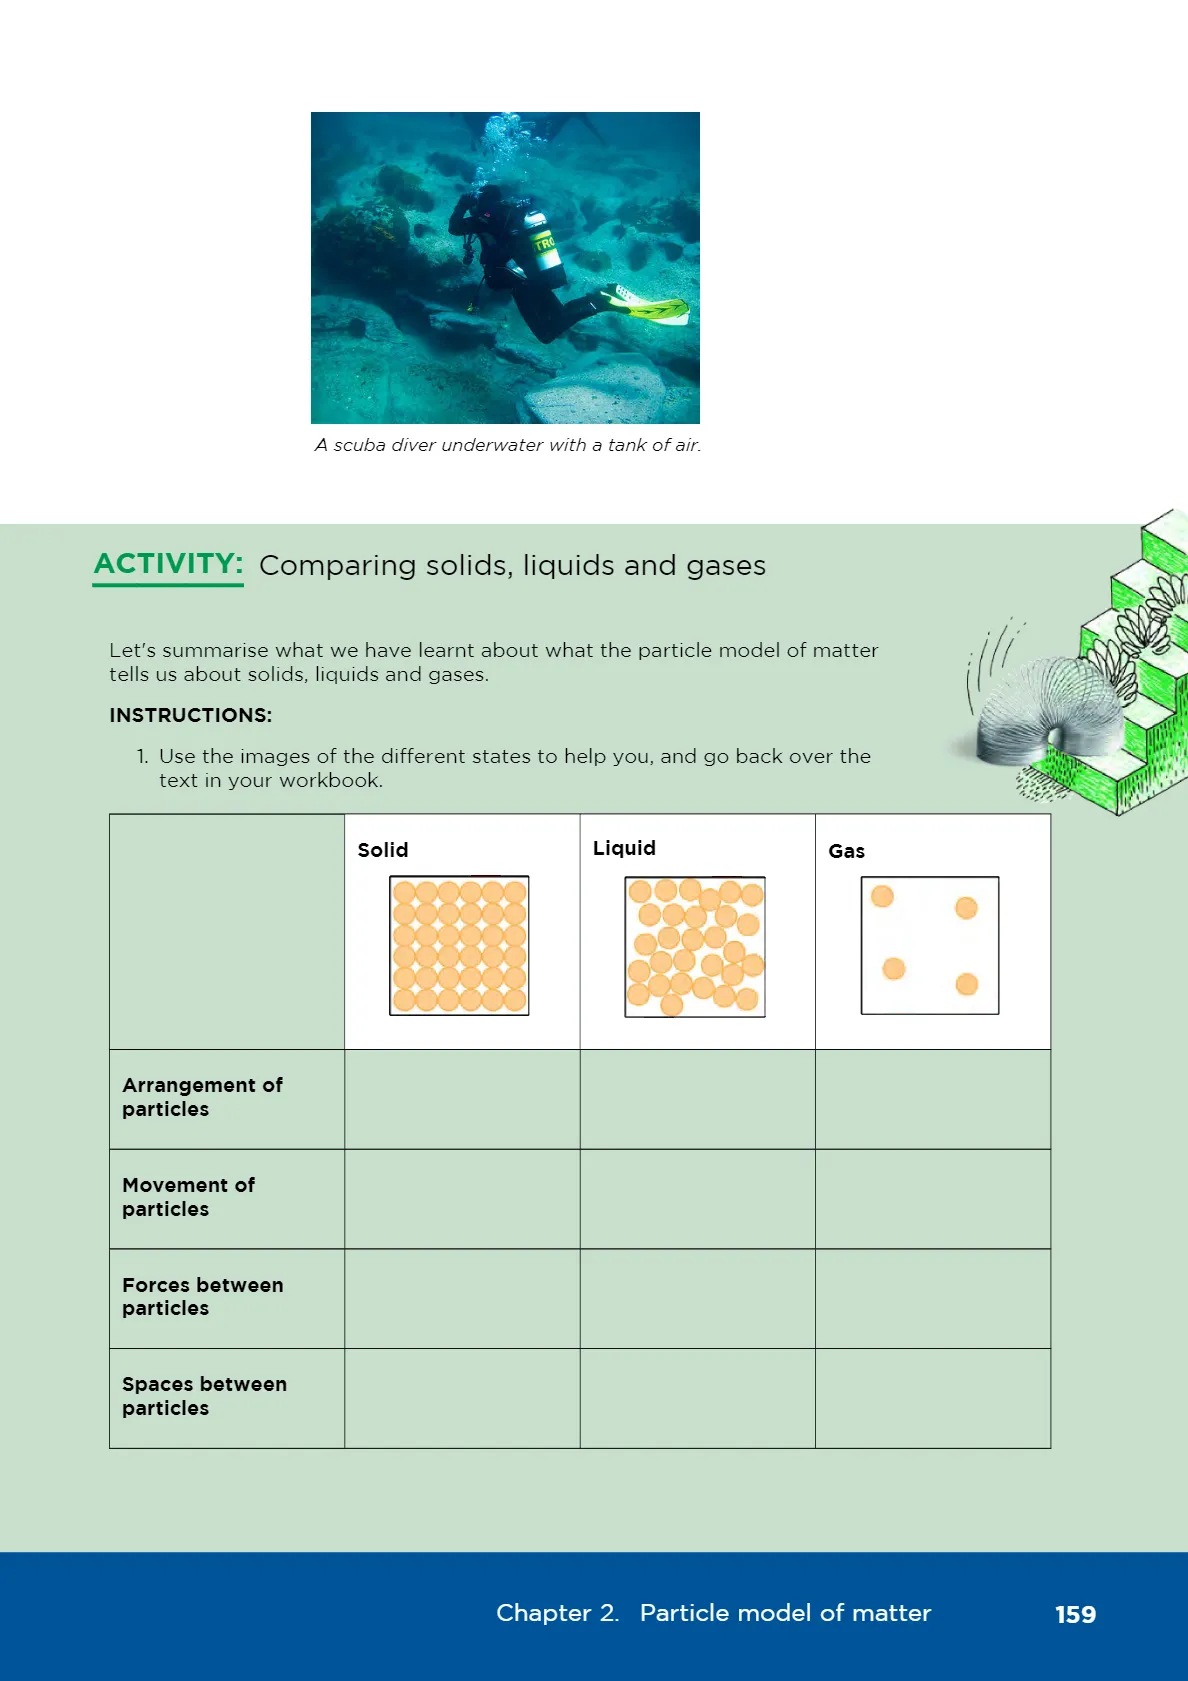 TRO
A scuba diver underwater with a tank of air.
ACTIVITY: Comparing solids, liquids and gases
Let's summarise what we have learnt about what the particle model of matter
tells us about solids, liquids and gases.
INSTRUCTIONS:
1. Use the images of the different states to help you, and go back over the
text in your workbook.
Solid
Liquid
Gas
Arrangement of
particles
Movement of
particles
Forces between
particles
Spaces between
particles
Chapter 2. Particle model of matter 159